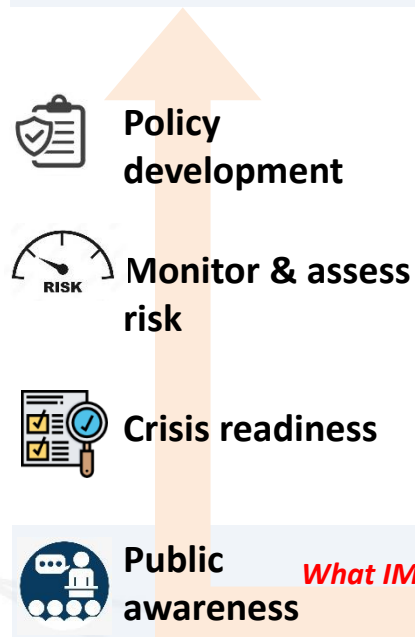 Policy
development
RISK
Monitor & assess
risk
Crisis readiness
Public
awareness
What IM